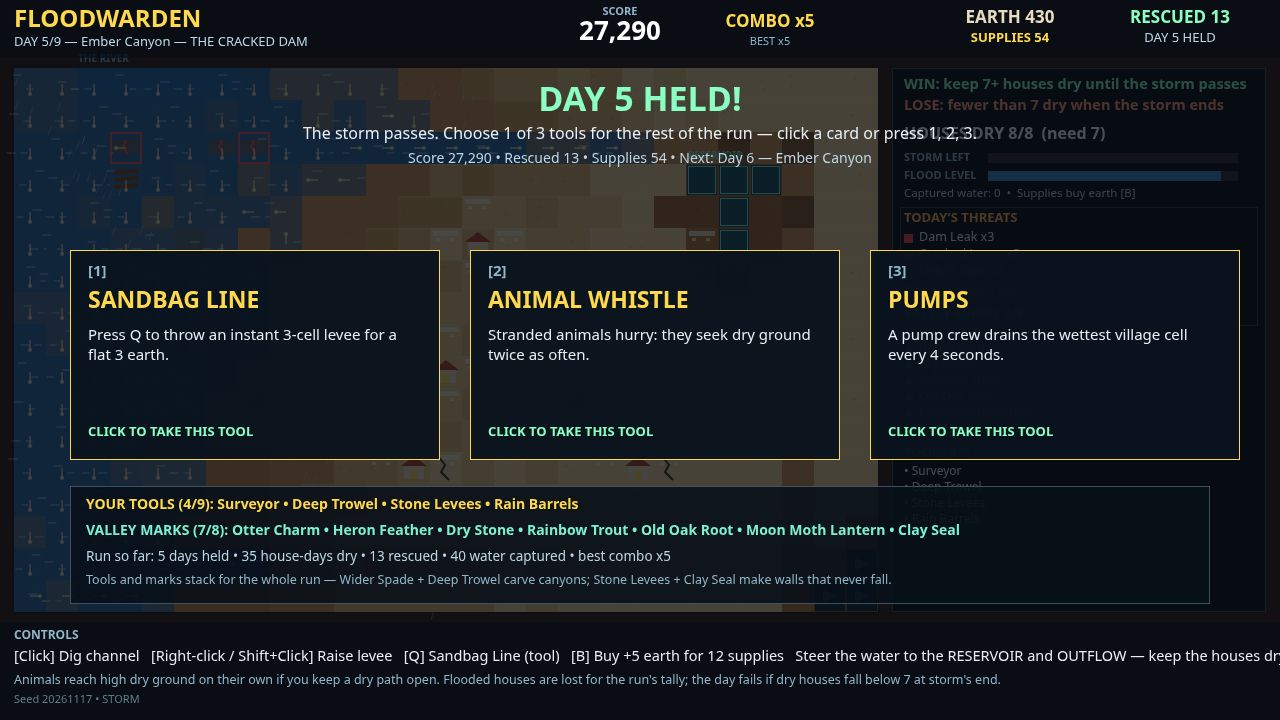 FLOODWARDEN
DAY 5/9 — Ember Canyon — THE CRACKED DAM
SCORE
27,290
COMBO x5
BEST x5
EARTH 430
SUPPLIES 54
RESCUED 13
DAY 5 HELD
THE RIVER
WIN: keep 7+ houses dry until the storm passes
LOSE: fewer than 7 dry when the storm ends
HOUSES DRY 8/8 (need 7)
STORM LEFT
FLOOD LEVEL
Captured water: 0 • Supplies buy earth [B]
TODAY'S THREATS
Dam Leak x3
DAY 5 HELD!
The storm passes. Choose 1 of 3 tools for the rest of the run — click a card or press 1, 2, 3.
Score 27,290 • Rescued 13 • Supplies 54 • Next: Day 6 — Ember Canyon
[1]
SANDBAG LINE
Press Q to throw an instant 3-cell levee for a
flat 3 earth.
CLICK TO TAKE THIS TOOL
[2]
ANIMAL WHISTLE
Stranded animals hurry: they seek dry ground
twice as often.
CLICK TO TAKE THIS TOOL
[3]
PUMPS
A pump crew drains the wettest village cell
every 4 seconds.
CLICK TO TAKE THIS TOOL
• Surveyor
• Deep Trowel
• Stone Levees
• Rain Barrels
YOUR TOOLS (4/9): Surveyor • Deep Trowel • Stone Levees • Rain Barrels
VALLEY MARKS (7/8): Otter Charm • Heron Feather • Dry Stone • Rainbow Trout • Old Oak Root • Moon Moth Lantern • Clay Seal
Run so far: 5 days held • 35 house-days dry • 13 rescued • 40 water captured • best combo x5
Tools and marks stack for the whole run — Wider Spade + Deep Trowel carve canyons; Stone Levees + Clay Seal make walls that never fall.
CONTROLS
[Click] Dig channel [Right-click / Shift+Click] Raise levee [Q] Sandbag Line (tool) [B] Buy +5 earth for 12 supplies Steer the water to the RESERVOIR and OUTFLOW — keep the houses dry
Animals reach high dry ground on their own if you keep a dry path open. Flooded houses are lost for the run's tally; the day fails if dry houses fall below 7 at storm's end.
Seed 20261117 • STORM